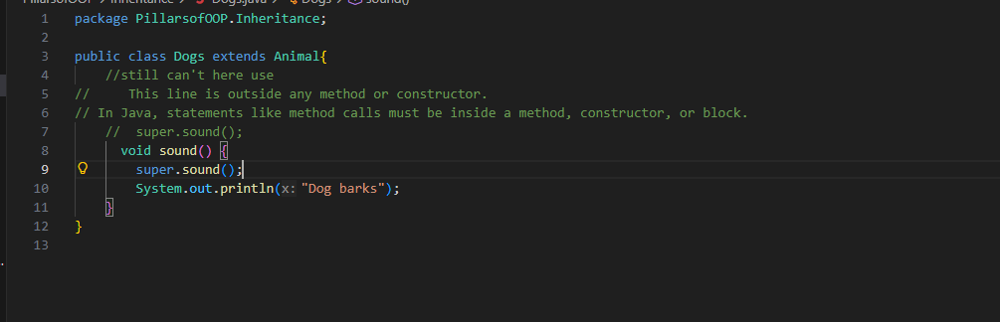 PillarsofOOP > Inheritance > Dogs.java > Dogs > sound()
1 package PillarsofOOP.Inheritance;
2
3 public class Dogs extends Animal{
4 //still can't here use
5 //     This line is outside any method or constructor.
6 // In Java, statements like method calls must be inside a method, constructor, or block.
7 //  super.sound();
8 void sound() {
9 super.sound();
10 System.out.println(x: "Dog barks");
11 }
12 }
13